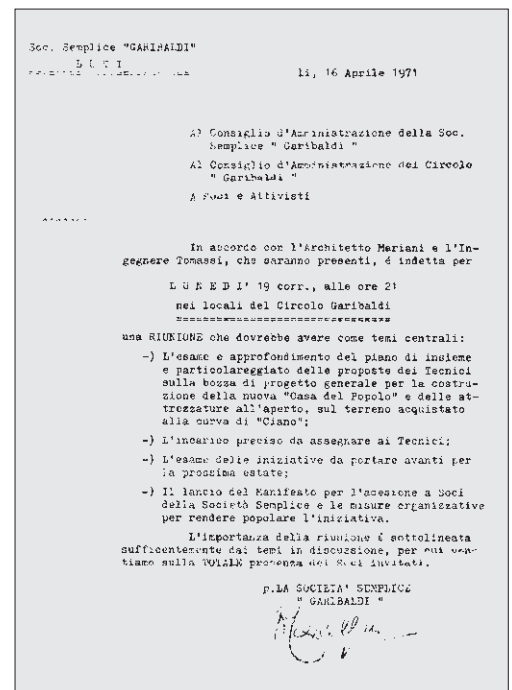 Soc. Semplice "GARIBALDI"
li, 16 Aprile 1971
Al Consiglio d'Amministrazione della Soc.
Semplice " Garibaldi "
Al Consiglio d'Amministrazione del Circolo
" Garibaldi "
A Soci e Attivisti
In accordo con l'Architetto Mariani e l'In-
gegnere Tomassi, che saranno presenti, é indetta per
L U N E D I' 19 corr., alle ore 21
nei locali del Circolo Garibaldi
una RIUNIONE che dovrebbe avere come temi centrali:
-) L'esame e approfondimento del piano di insieme
e particolareggiato delle proposte dei Tecnici
sulla bozza di progetto generale per la costru-
zione della nuova "Casa del Popolo" e delle at-
trezzature all'aperto, sul terreno acquistato
alla curva di "Ciano";
-) L'incarico preciso da assegnare ai Tecnici;
-) L'esame delle iniziative da portare avanti per
la prossima estate;
-) Il lancio del Manifesto per l'adesione a Soci
della Società Semplice e le misure organizzative
per rendere popolare l'iniziativa.
L'importanza della riunione é sottolineata
sufficentemente dai temi in discussione, per cui con-
tiamo sulla TOTALE presenza dei Soci invitati.
p.LA SOCIETA' SEMPLICE
" GARIBALDI "